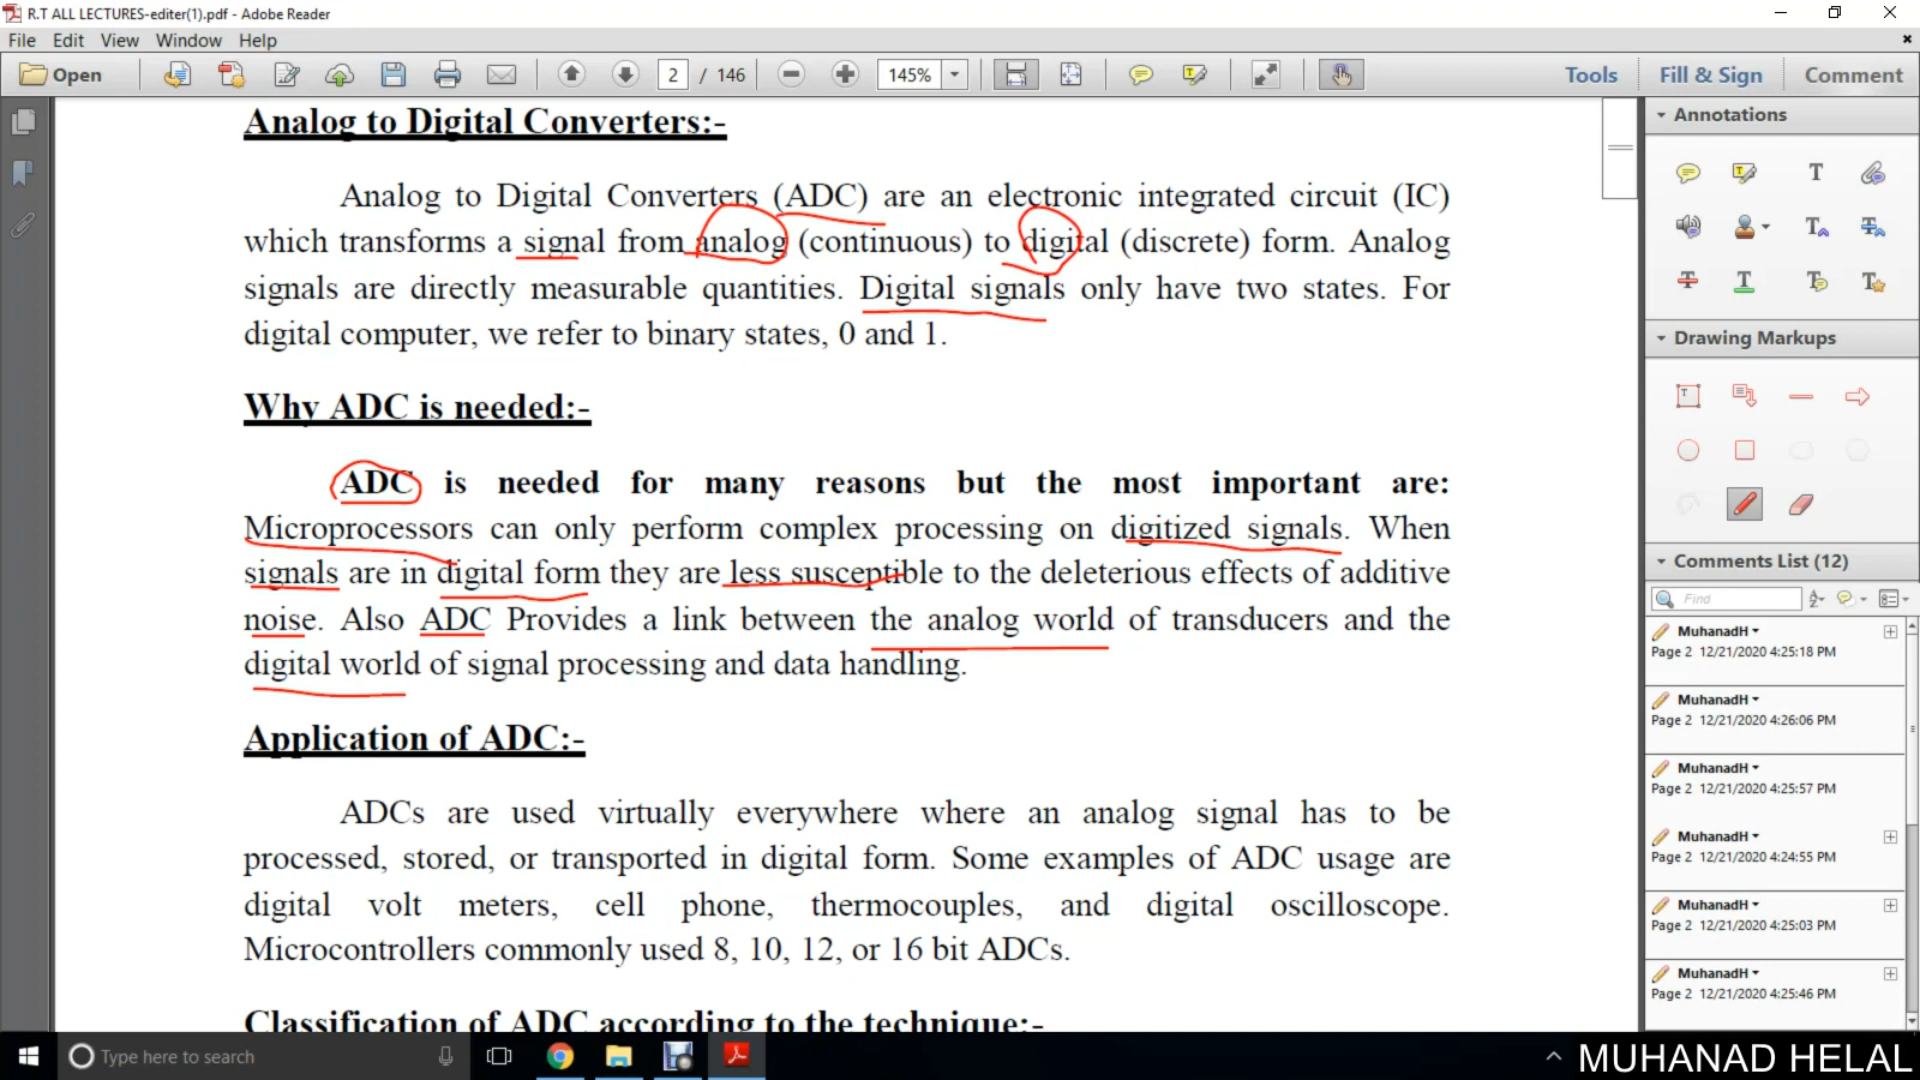 R.T ALL LECTURES-editer(1).pdf - Adobe Reader
File Edit View Window Help
Open 2 / 146 145% Tools Fill & Sign Comment
Analog to Digital Converters:-
Analog to Digital Converters (ADC) are an electronic integrated circuit (IC)
which transforms a signal from analog (continuous) to digital (discrete) form. Analog
signals are directly measurable quantities. Digital signals only have two states. For
digital computer, we refer to binary states, 0 and 1.
Why ADC is needed:-
ADC is needed for many reasons but the most important are:
Microprocessors can only perform complex processing on digitized signals. When
signals are in digital form they are less susceptible to the deleterious effects of additive
noise. Also ADC Provides a link between the analog world of transducers and the
digital world of signal processing and data handling.
Application of ADC:-
ADCs are used virtually everywhere where an analog signal has to be
processed, stored, or transported in digital form. Some examples of ADC usage are
digital volt meters, cell phone, thermocouples, and digital oscilloscope.
Microcontrollers commonly used 8, 10, 12, or 16 bit ADCs.
Classification of ADC according to the technique:-
Annotations
Drawing Markups
Comments List (12)
Find
MuhanadH
Page 2 12/21/2020 4:25:18 PM
MuhanadH
Page 2 12/21/2020 4:26:06 PM
MuhanadH
Page 2 12/21/2020 4:25:57 PM
MuhanadH
Page 2 12/21/2020 4:24:55 PM
MuhanadH
Page 2 12/21/2020 4:25:03 PM
MuhanadH
Page 2 12/21/2020 4:25:46 PM
Type here to search
MUHANAD HELAL